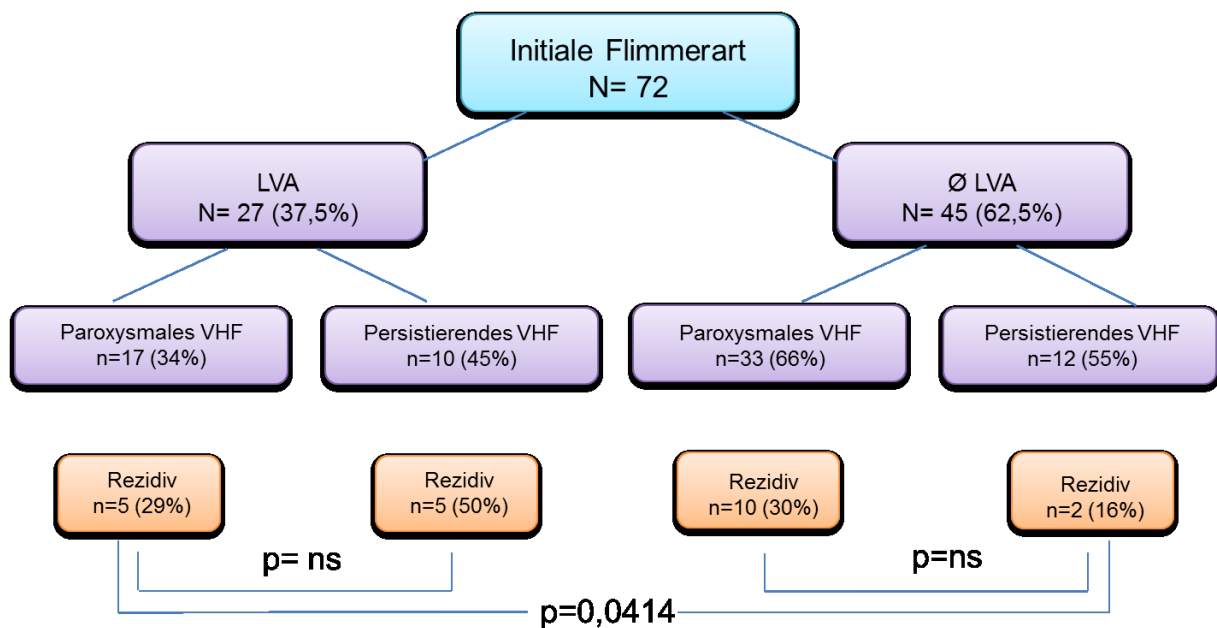 Initiale Flimmerart
N= 72
LVA
N= 27 (37,5%)
Ø LVA
N= 45 (62,5%)
Paroxysmales VHF
n=17 (34%)
Persistierendes VHF
n=10 (45%)
Paroxysmales VHF
n=33 (66%)
Persistierendes VHF
n=12 (55%)
Rezidiv
n=5 (29%)
Rezidiv
n=5 (50%)
Rezidiv
n=10 (30%)
Rezidiv
n=2 (16%)
p= ns
p=ns
p=0,0414